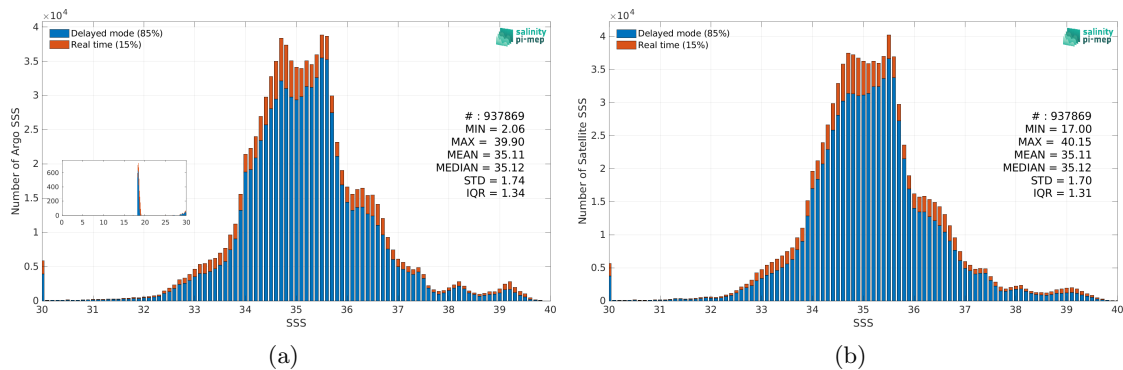 ×10⁴
Delayed mode (85%)
Real time (15%)
salinity
pi-mep
# : 937869
MIN = 2.06
MAX = 39.90
MEAN = 35.11
MEDIAN = 35.12
STD = 1.74
IQR = 1.34
Number of Argo SSS
4
3.5
3
2.5
2
1.5
1
0.5
0
600
400
200
0
0 5 10 15 20 25 30
30 31 32 33 34 35 36 37 38 39 40
SSS
(a)
×10⁴
Delayed mode (85%)
Real time (15%)
salinity
pi-mep
# : 937869
MIN = 17.00
MAX = 40.15
MEAN = 35.11
MEDIAN = 35.12
STD = 1.70
IQR = 1.31
Number of Satellite SSS
4
3.5
3
2.5
2
1.5
1
0.5
0
30 31 32 33 34 35 36 37 38 39 40
SSS
(b)